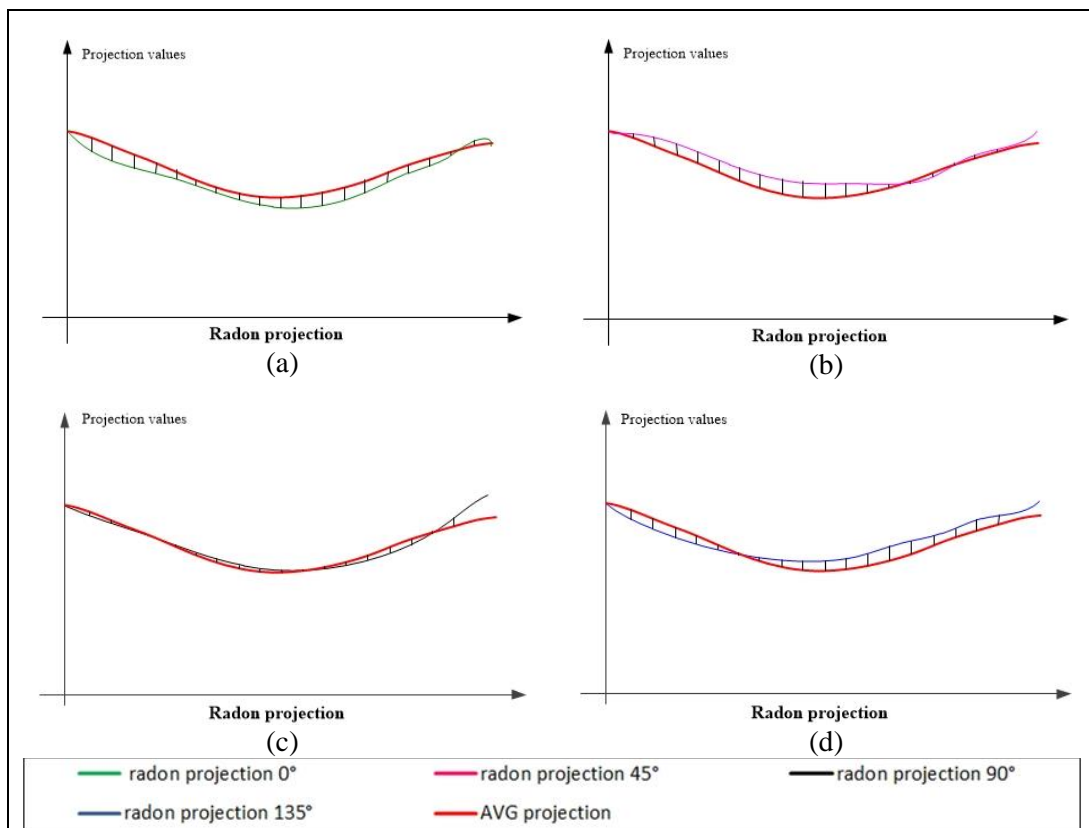 Projection values
Projection values
Radon projection
Radon projection
(a)
(b)
Projection values
Projection values
Radon projection
Radon projection
(c)
(d)
radon projection 0°
radon projection 45°
radon projection 90°
radon projection 135°
AVG projection